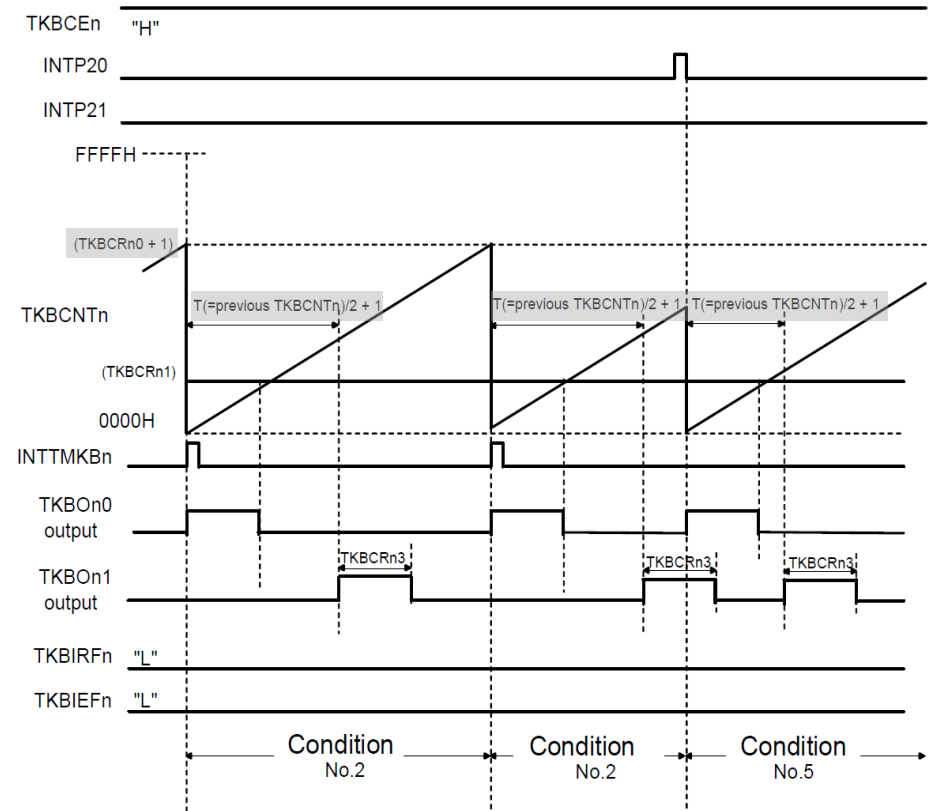 TKBCEn "H"
INTP20
INTP21
FFFFH
(TKBCRn0 + 1)
T(=previous TKBCNTn)/2 + 1 T(=previous TKBCNTn)/2 + 1 T(=previous TKBCNTn)/2 + 1
TKBCNTn
(TKBCRn1)
0000H
INTTMKBn
TKBOn0
output
TKBCRn3 TKBCRn3 TKBCRn3
TKBOn1
output
TKBIRFn "L"
TKBIEFn "L"
Condition Condition Condition
No.2 No.2 No.5